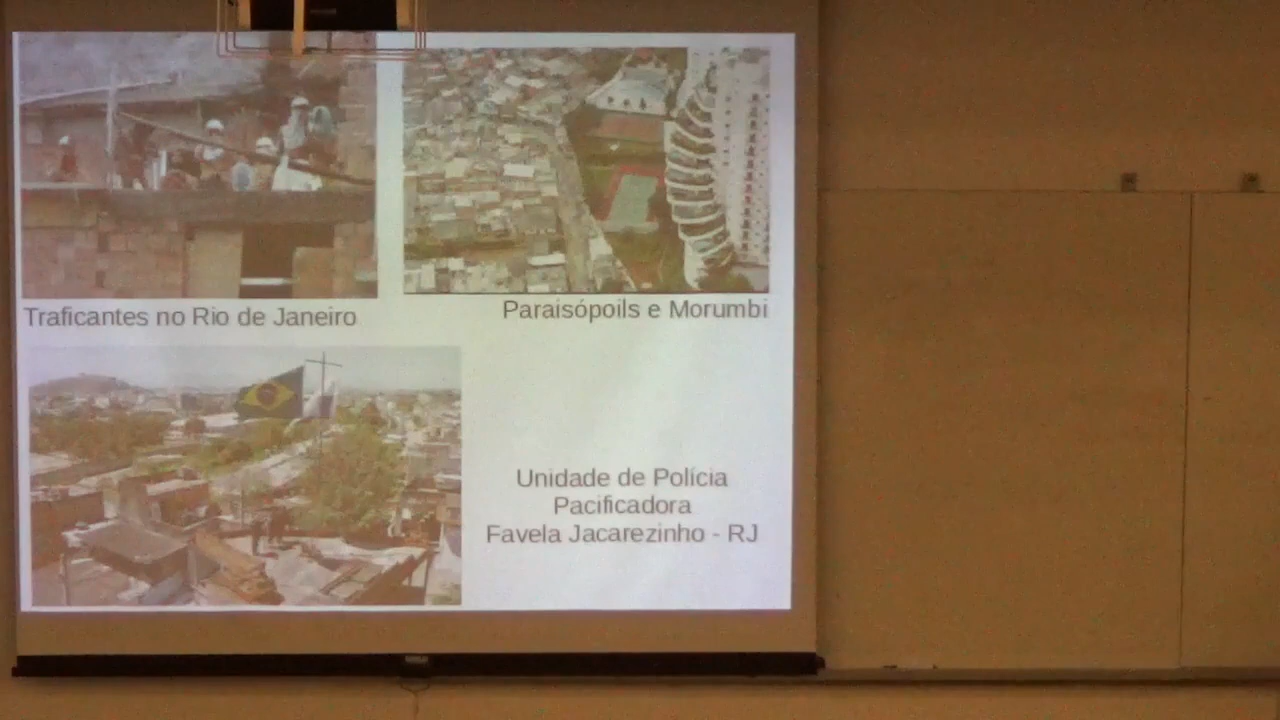 Traficantes no Rio de Janeiro
Paraisópoils e Morumbi
Unidade de Polícia
Pacificadora
Favela Jacarezinho - RJ